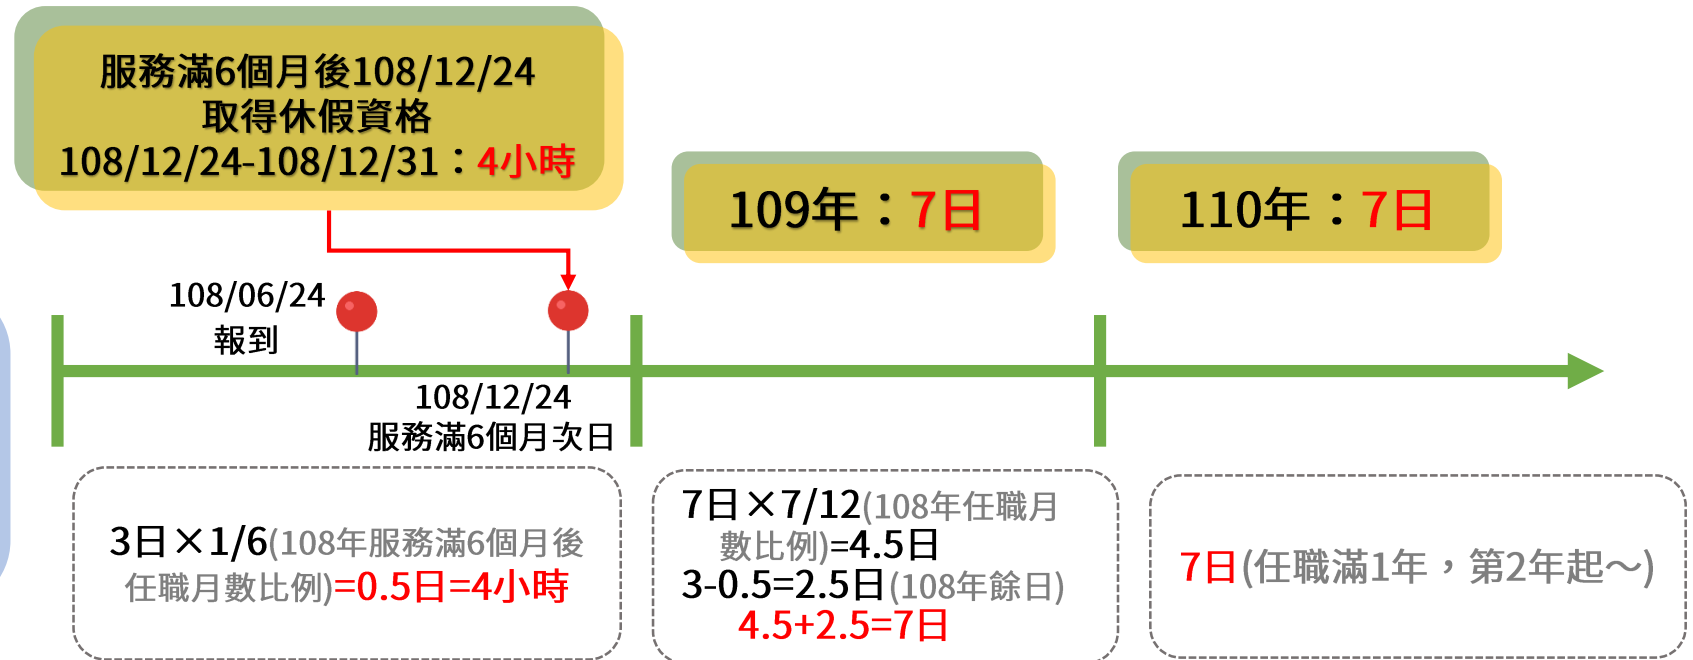 服務滿6個月後108/12/24
取得休假資格
108/12/24-108/12/31：4小時
109年：7日
110年：7日
108/06/24
報到
108/12/24
服務滿6個月次日
3日×1/6(108年服務滿6個月後
任職月數比例)=0.5日=4小時
7日×7/12(108年任職月
數比例)=4.5日
3-0.5=2.5日(108年餘日)
4.5+2.5=7日
7日(任職滿1年，第2年起～)